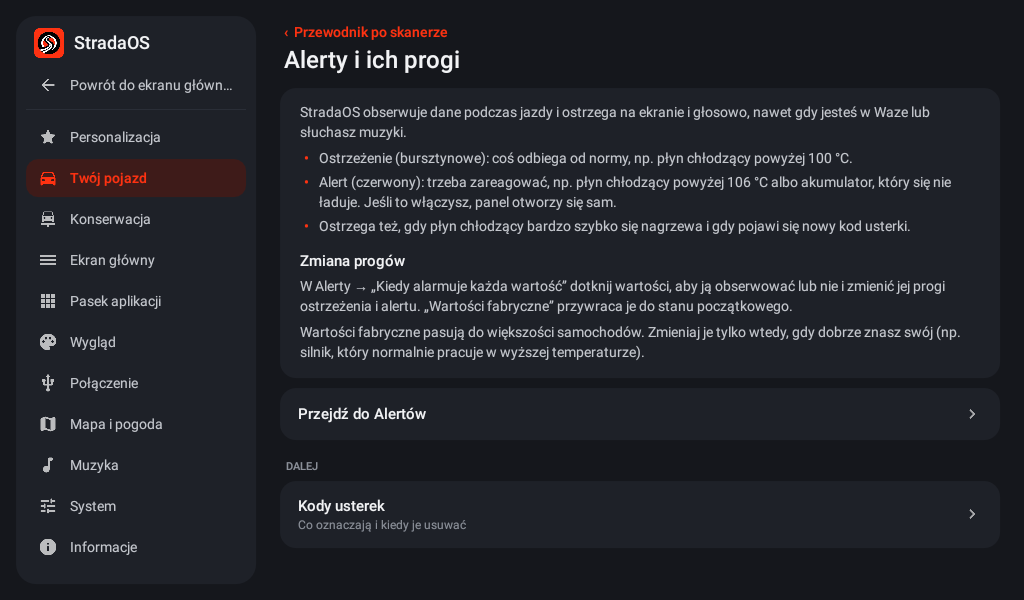 StradaOS
Powrót do ekranu główn...
Personalizacja
Twój pojazd
Konserwacja
Ekran główny
Pasek aplikacji
Wygląd
Połączenie
Mapa i pogoda
Muzyka
System
Informacje
‹ Przewodnik po skanerze
Alerty i ich progi
StradaOS obserwuje dane podczas jazdy i ostrzega na ekranie i głosowo, nawet gdy jesteś w Waze lub
słuchasz muzyki.
• Ostrzeżenie (bursztynowe): coś odbiega od normy, np. płyn chłodzący powyżej 100 °C.
• Alert (czerwony): trzeba zareagować, np. płyn chłodzący powyżej 106 °C albo akumulator, który się nie
ładuje. Jeśli to włączysz, panel otworzy się sam.
• Ostrzega też, gdy płyn chłodzący bardzo szybko się nagrzewa i gdy pojawi się nowy kod usterki.
Zmiana progów
W Alerty → „Kiedy alarmuje każda wartość” dotknij wartości, aby ją obserwować lub nie i zmienić jej progi
ostrzeżenia i alertu. „Wartości fabryczne” przywraca je do stanu początkowego.
Wartości fabryczne pasują do większości samochodów. Zmieniaj je tylko wtedy, gdy dobrze znasz swój (np.
silnik, który normalnie pracuje w wyższej temperaturze).
Przejdź do Alertów
DALEJ
Kody usterek
Co oznaczają i kiedy je usuwać